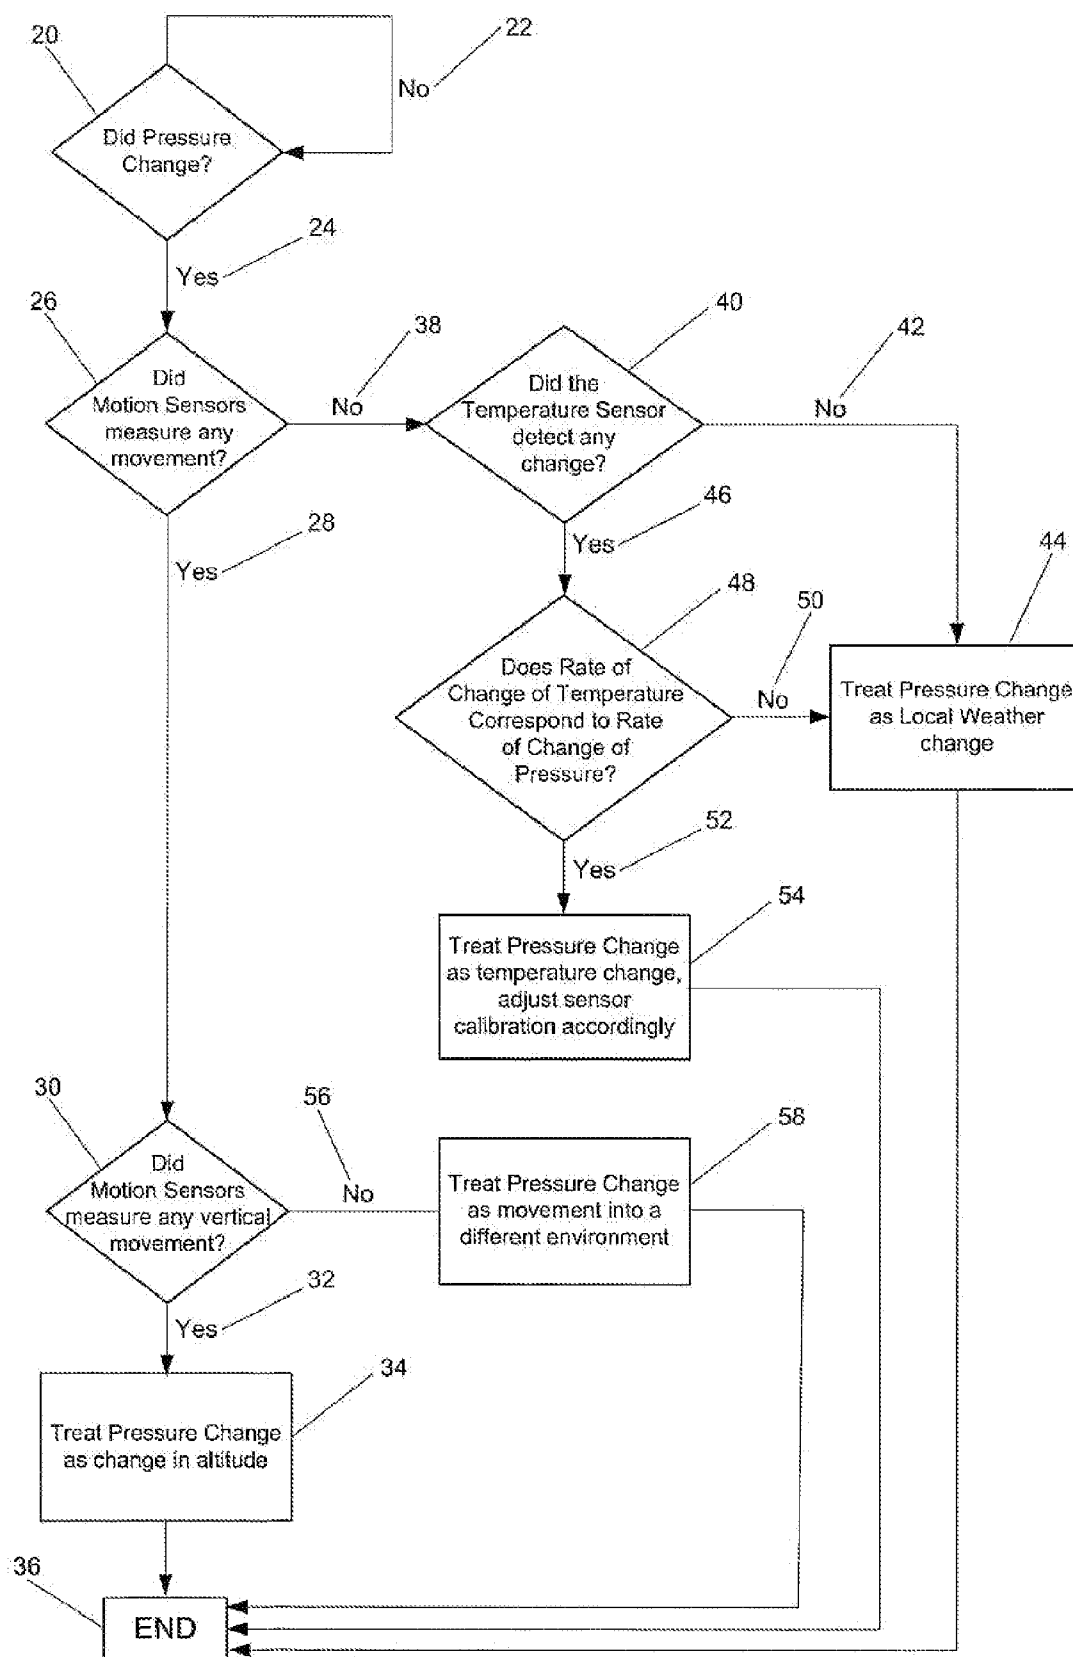 20
22
No
Did Pressure
Change?
24
Yes
26
38
40
42
Did
Motion Sensors
measure any
movement?
No
Did the
Temperature Sensor
detect any
change?
No
28
Yes
46
Yes
44
48
50
Does Rate of
Change of Temperature
Correspond to Rate
of Change of
Pressure?
No
Treat Pressure Change
as Local Weather
change
52
Yes
54
Treat Pressure Change
as temperature change,
adjust sensor
calibration accordingly
30
56
58
Did
Motion Sensors
measure any vertical
movement?
No
Treat Pressure Change
as movement into a
different environment
32
Yes
34
Treat Pressure Change
as change in altitude
36
END